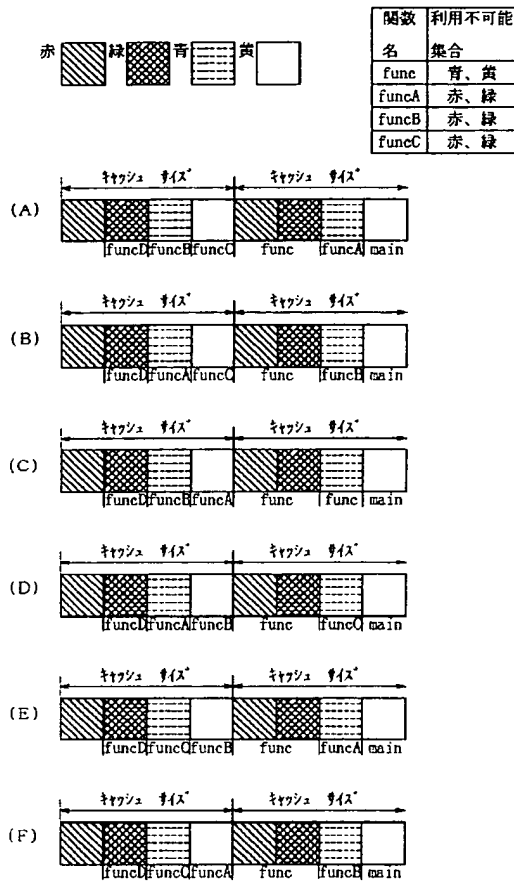 赤 緑 青 黄
関数名 利用不可能集合
func 青、黄
funcA 赤、緑
funcB 赤、緑
funcC 赤、緑
(A)
キャッシュ サイズ キャッシュ サイズ
funcD funcB funcC func funcA main
(B)
キャッシュ サイズ キャッシュ サイズ
funcD funcA funcC func funcB main
(C)
キャッシュ サイズ キャッシュ サイズ
funcD funcB funcA func func main
(D)
キャッシュ サイズ キャッシュ サイズ
funcD funcA funcB func funcC main
(E)
キャッシュ サイズ キャッシュ サイズ
funcD funcC funcB func funcA main
(F)
キャッシュ サイズ キャッシュ サイズ
funcD funcC funcA func funcB main